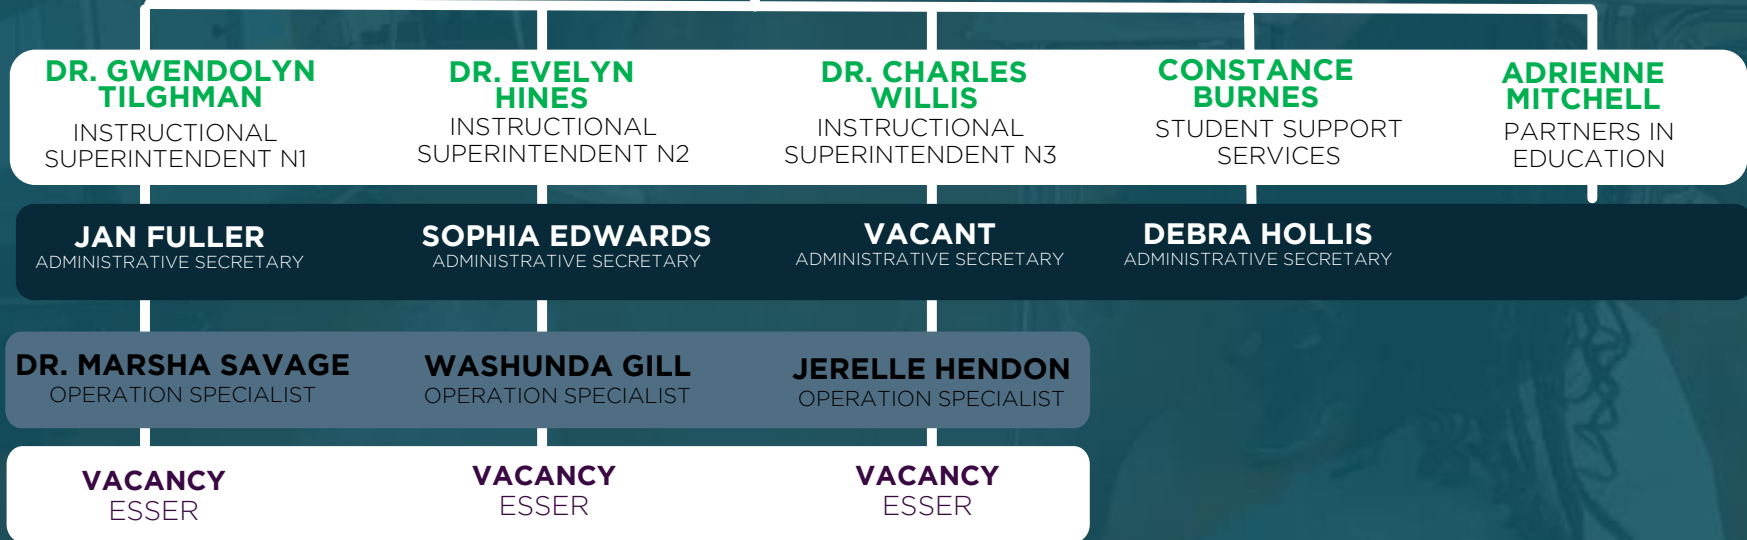 DR. GWENDOLYN
TILGHMAN
INSTRUCTIONAL
SUPERINTENDENT N1
DR. EVELYN
HINES
INSTRUCTIONAL
SUPERINTENDENT N2
DR. CHARLES
WILLIS
INSTRUCTIONAL
SUPERINTENDENT N3
CONSTANCE
BURNES
STUDENT SUPPORT
SERVICES
ADRIENNE
MITCHELL
PARTNERS IN
EDUCATION
JAN FULLER
ADMINISTRATIVE SECRETARY
SOPHIA EDWARDS
ADMINISTRATIVE SECRETARY
VACANT
ADMINISTRATIVE SECRETARY
DEBRA HOLLIS
ADMINISTRATIVE SECRETARY
DR. MARSHA SAVAGE
OPERATION SPECIALIST
WASHUNDA GILL
OPERATION SPECIALIST
JERELLE HENDON
OPERATION SPECIALIST
VACANCY
ESSER
VACANCY
ESSER
VACANCY
ESSER